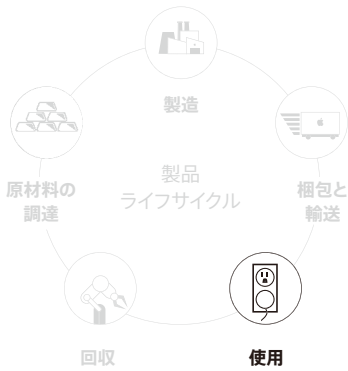 製造
原材料の
調達
製品
ライフサイクル
梱包と
輸送
回収
使用